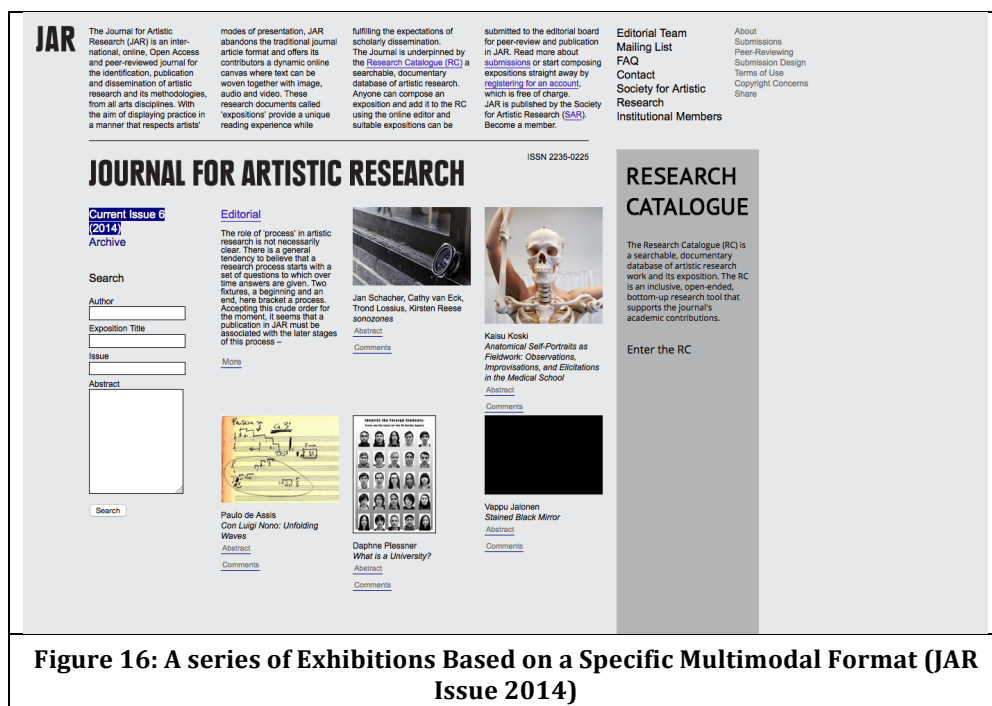 JAR
The Journal for Artistic
Research (JAR) is an inter-
national, online, Open Access
and peer-reviewed journal for
the identification, publication
and dissemination of artistic
research and its methodologies,
from all arts disciplines. With
the aim of displaying practice in
a manner that respects artists'
modes of presentation, JAR
abandons the traditional journal
article format and offers its
contributors a dynamic online
canvas where text can be
woven together with image,
audio and video. These
research documents called
'expositions' provide a unique
reading experience while
fulfilling the expectations of
scholarly dissemination.
The Journal is underpinned by
the Research Catalogue (RC) a
searchable, documentary
database of artistic research.
Anyone can compose an
exposition and add it to the RC
using the online editor and
suitable expositions can be
submitted to the editorial board
for peer-review and publication
in JAR. Read more about
submissions or start composing
expositions straight away by
registering for an account,
which is free of charge.
JAR is published by the Society
for Artistic Research (SAR).
Become a member.
Editorial Team
Mailing List
FAQ
Contact
Society for Artistic
Research
Institutional Members
About
Submissions
Peer-Reviewing
Submission Design
Terms of Use
Copyright Concerns
Share
ISSN 2235-0225
JOURNAL FOR ARTISTIC RESEARCH
Current Issue 6
(2014)
Archive
Search
Author
Exposition Title
Issue
Abstract
Search
Editorial
The role of 'process' in artistic
research is not necessarily
clear. There is a general
tendency to believe that a
research process starts with a
set of questions to which over
time answers are given. Two
fixtures, a beginning and an
end, here bracket a process.
Accepting this crude order for
the moment, it seems that a
publication in JAR must be
associated with the later stages
of this process –
More
Jan Schacher, Cathy van Eck,
Trond Lossius, Kirsten Reese
sonozones
Abstract
Comments
Kaisu Koski
Anatomical Self-Portraits as
Fieldwork: Observations,
Improvisations, and Elicitations
in the Medical School
Abstract
Comments
Paulo de Assis
Con Luigi Nono: Unfolding
Waves
Abstract
Comments
Identify the Foreign Students.
Daphne Plessner
What is a University?
Abstract
Comments
Vappu Jalonen
Stained Black Mirror
Abstract
Comments
RESEARCH
CATALOGUE
The Research Catalogue (RC) is
a searchable, documentary
database of artistic research
work and its exposition. The RC
is an inclusive, open-ended,
bottom-up research tool that
supports the journal's
academic contributions.
Enter the RC
Figure 16: A series of Exhibitions Based on a Specific Multimodal Format (JAR
Issue 2014)